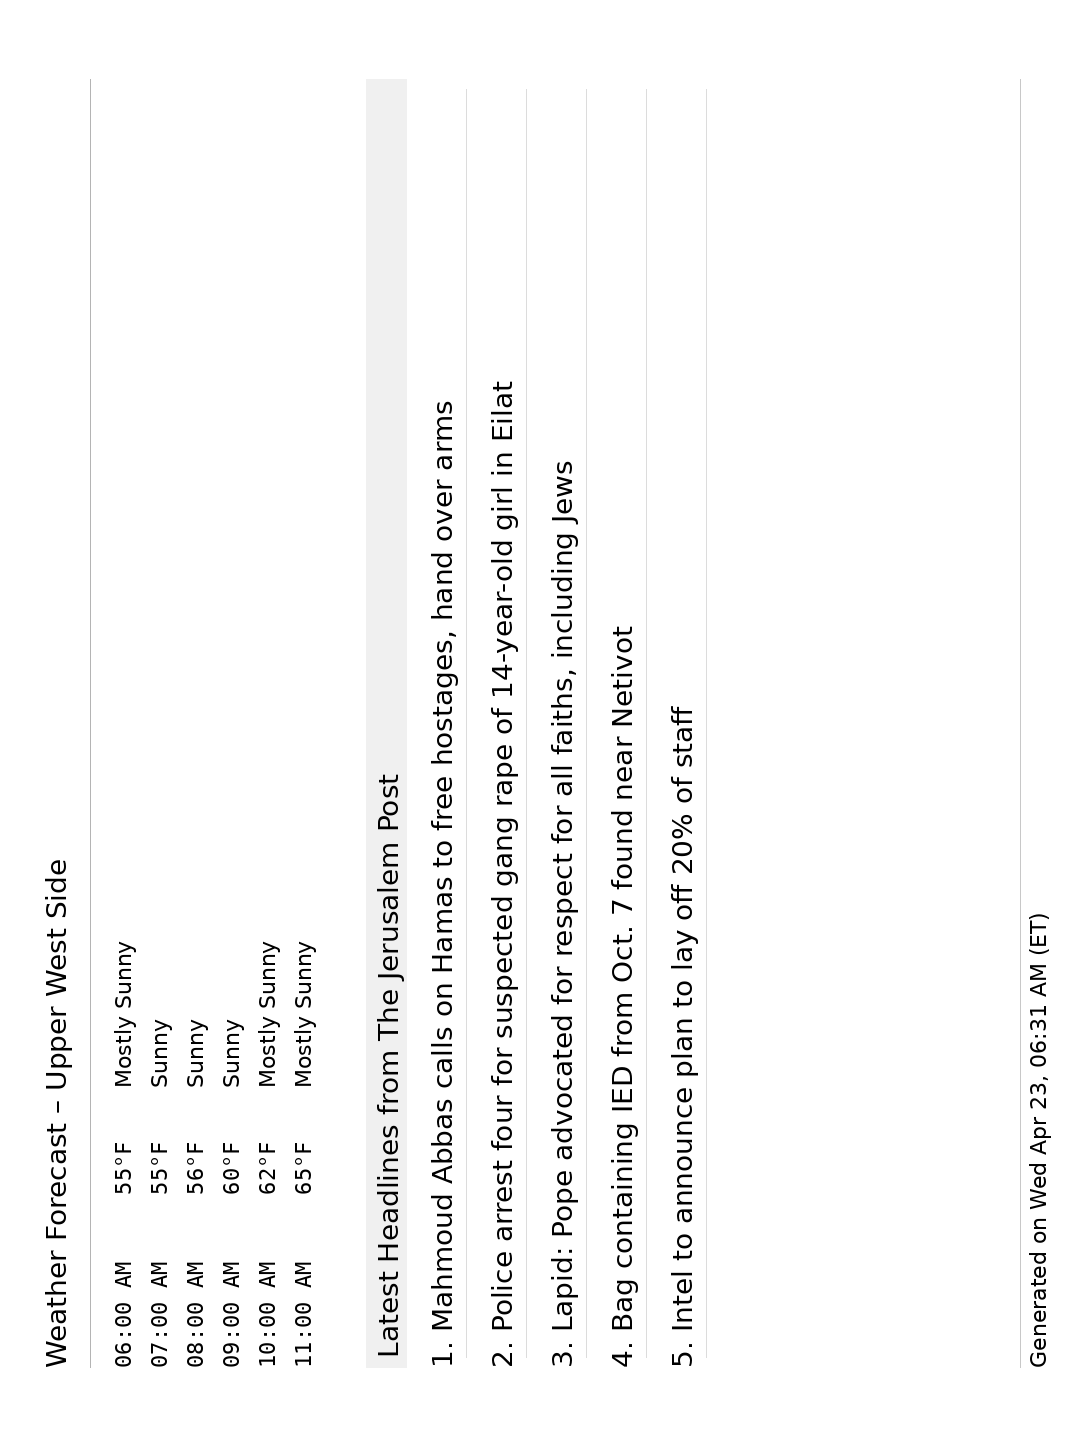 Weather Forecast – Upper West Side
06:00 AM 55°F Mostly Sunny
07:00 AM 55°F Sunny
08:00 AM 56°F Sunny
09:00 AM 60°F Sunny
10:00 AM 62°F Mostly Sunny
11:00 AM 65°F Mostly Sunny
Latest Headlines from The Jerusalem Post
1. Mahmoud Abbas calls on Hamas to free hostages, hand over arms
2. Police arrest four for suspected gang rape of 14-year-old girl in Eilat
3. Lapid: Pope advocated for respect for all faiths, including Jews
4. Bag containing IED from Oct. 7 found near Netivot
5. Intel to announce plan to lay off 20% of staff
Generated on Wed Apr 23, 06:31 AM (ET)